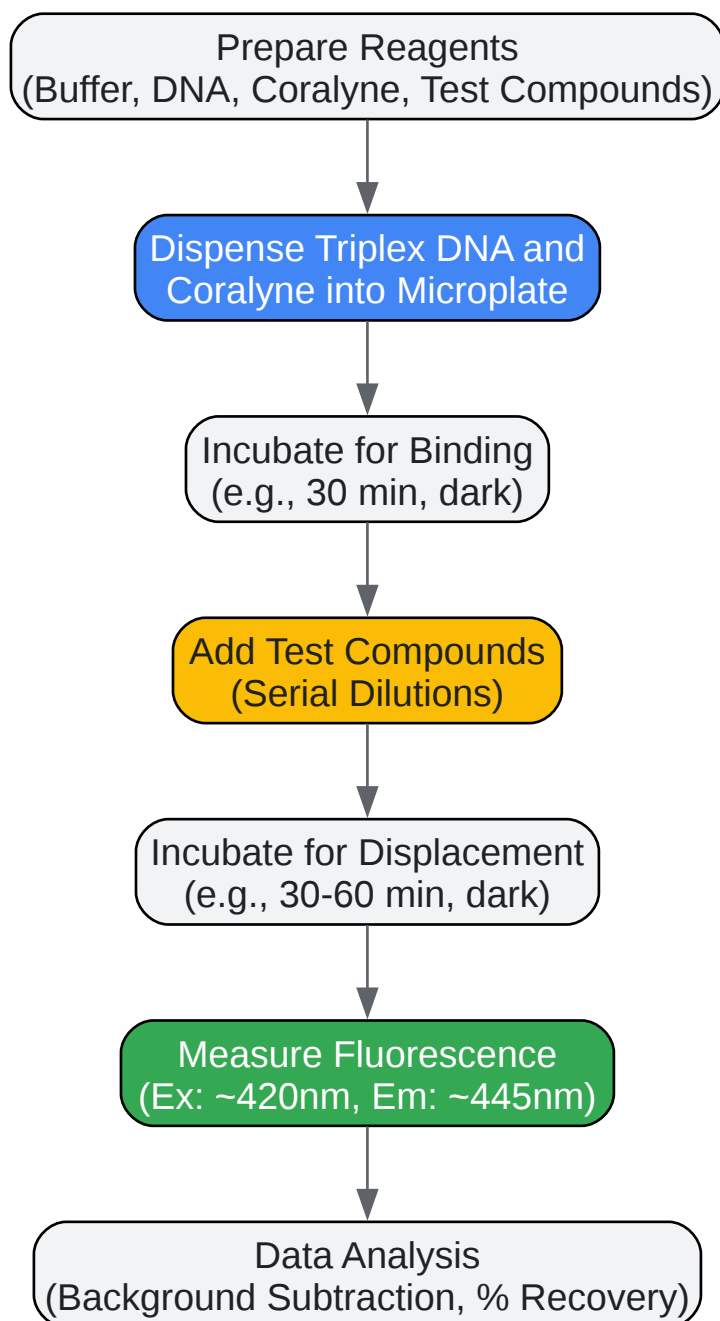 Prepare Reagents
(Buffer, DNA, Coralyne, Test Compounds)
Dispense Triplex DNA and
Coralyne into Microplate
Incubate for Binding
(e.g., 30 min, dark)
Add Test Compounds
(Serial Dilutions)
Incubate for Displacement
(e.g., 30-60 min, dark)
Measure Fluorescence
(Ex: ~420nm, Em: ~445nm)
Data Analysis
(Background Subtraction, % Recovery)